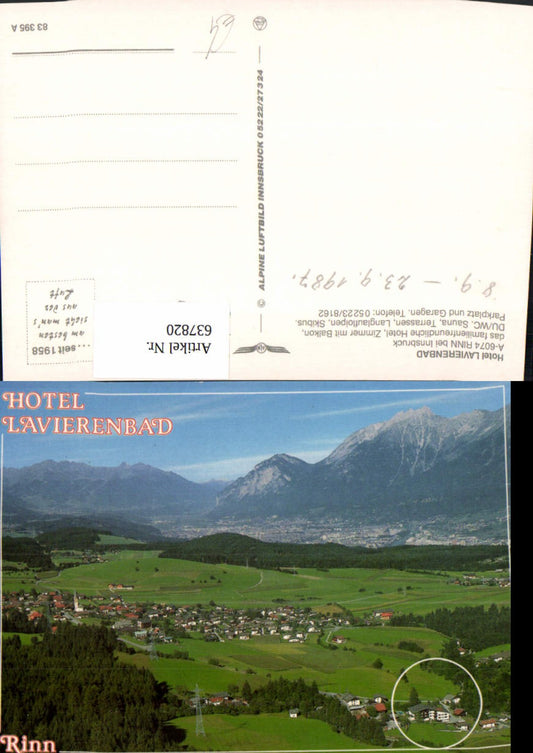 Hotel LAVIERENBAD
A-6074 RINN bei Innsbruck
das familienfreundliche Hotel, Zimmer mit Balkon,
DU/WC, Sauna, Terrassen, Langlaufloipen, Skibus,
Parkplatz und Garagen. Telefon: 05223/8162
8.9. – 23.9.1987.
© ALPINE LUFTBILD INNSBRUCK 05222/27324
... seit 1958
sieht man's
am besten
aus der
Luft
Artikel Nr.
637820
83 395 A
HOTEL
LAVIERENBAD
Rinn